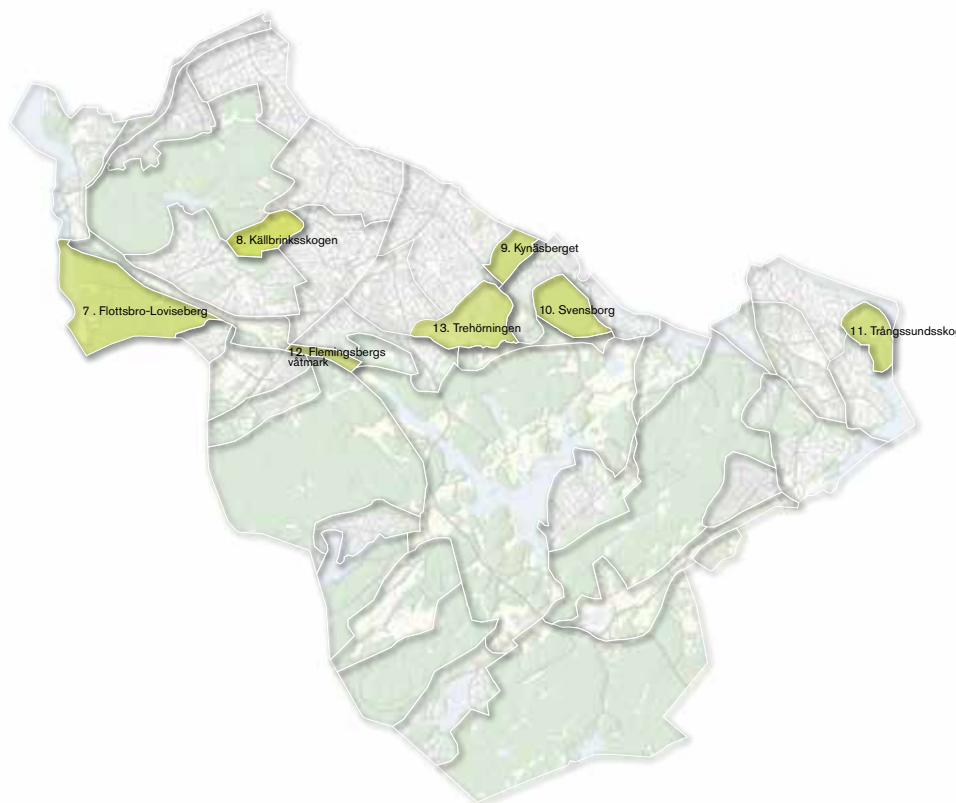 8. Källbrinksskogen
9. Kynäsberget
7 . Flottsbro-Loviseberg
10. Svensborg
13. Trehörningen
11. Trångssundssko
12. Flemingsbergs
våtmark